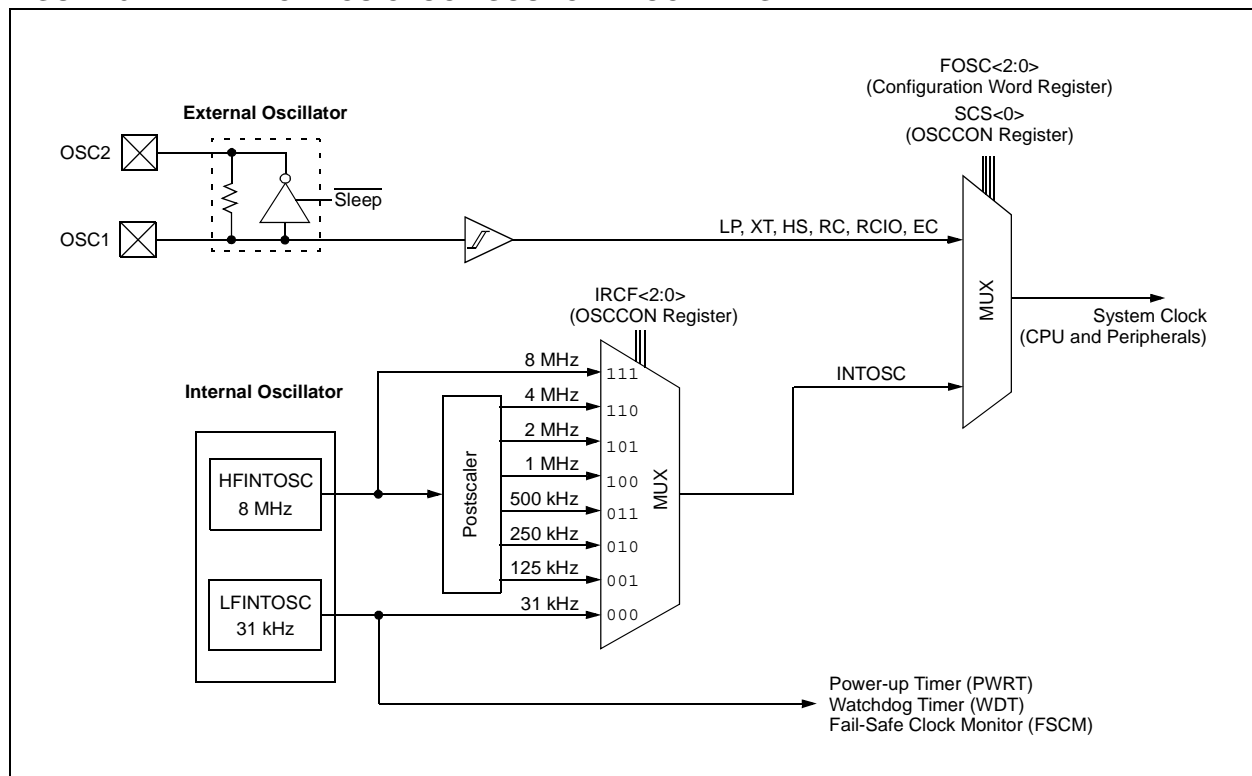 FOSC<2:0>
(Configuration Word Register)
SCS<0>
(OSCCON Register)
External Oscillator
OSC2
Sleep
OSC1
LP, XT, HS, RC, RCIO, EC
MUX
System Clock
(CPU and Peripherals)
IRCF<2:0>
(OSCCON Register)
INTOSC
Internal Oscillator
HFINTOSC
8 MHz
LFINTOSC
31 kHz
Postscaler
8 MHz
4 MHz
2 MHz
1 MHz
500 kHz
250 kHz
125 kHz
31 kHz
111
110
101
100
011
010
001
000
MUX
Power-up Timer (PWRT)
Watchdog Timer (WDT)
Fail-Safe Clock Monitor (FSCM)